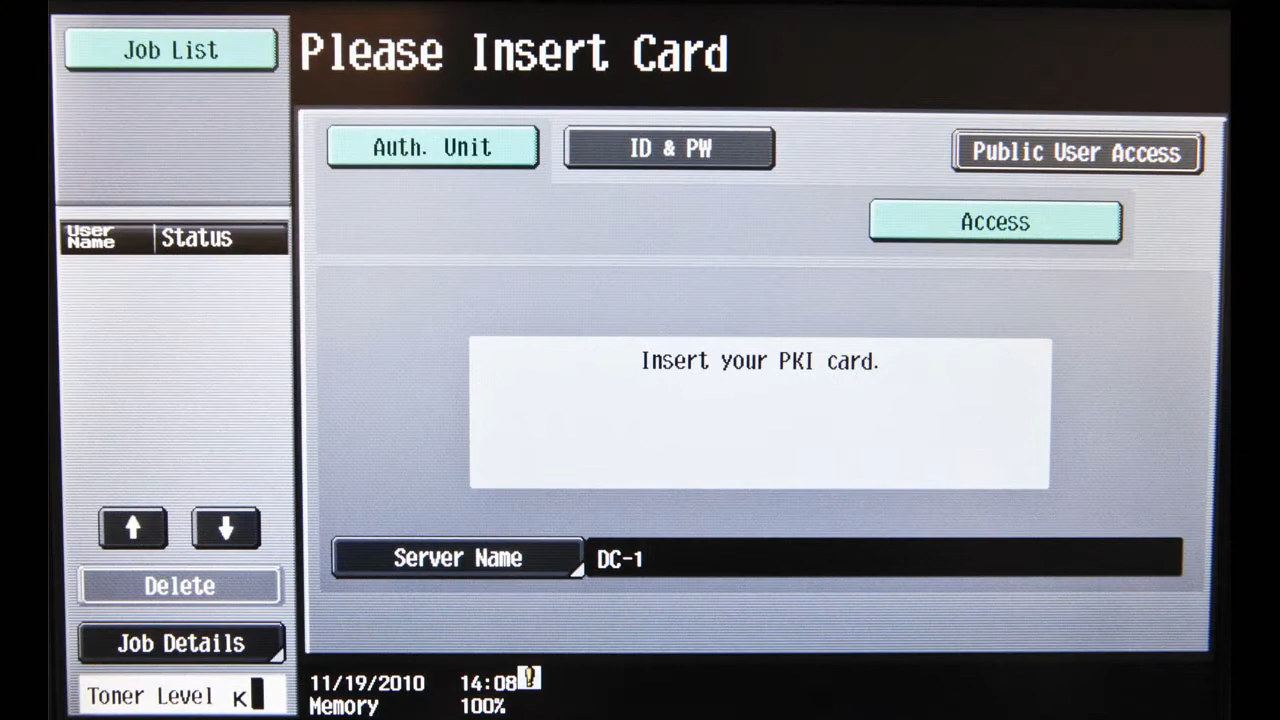 Job List
Please Insert Card
Auth. Unit
ID & PW
Public User Access
Access
User Name
Status
Insert your PKI card.
Server Name
DC-1
Delete
Job Details
Toner Level K
11/19/2010 14:08
Memory 100%